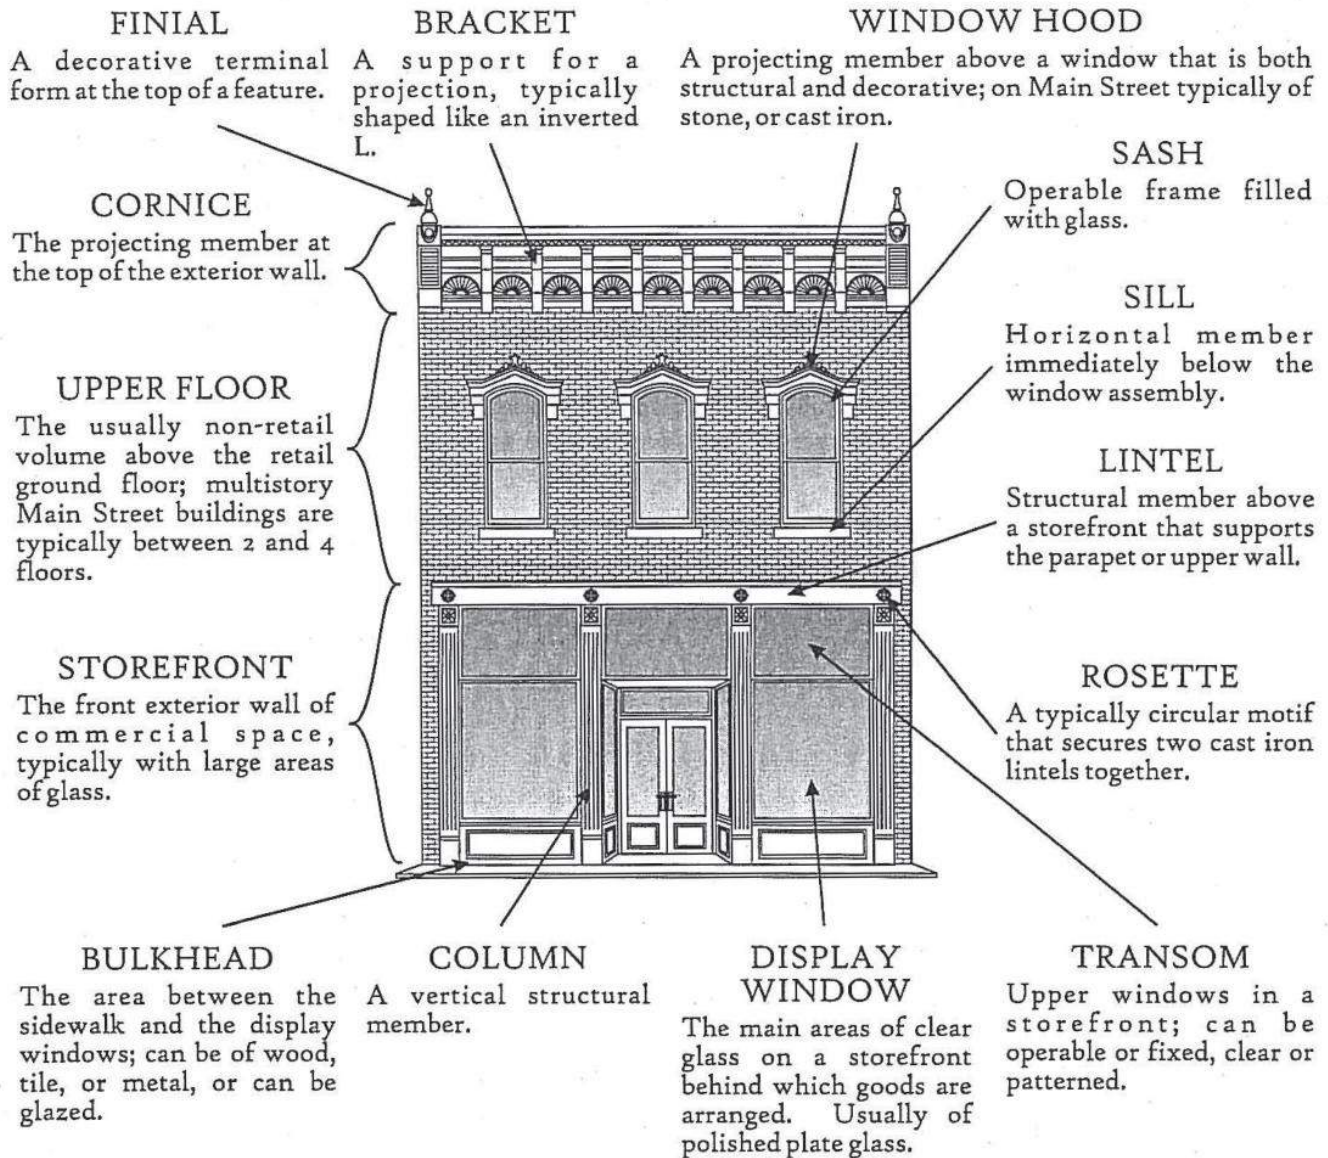 FINIAL
A decorative terminal
form at the top of a feature.
BRACKET
A support for a
projection, typically
shaped like an inverted
L.
WINDOW HOOD
A projecting member above a window that is both
structural and decorative; on Main Street typically of
stone, or cast iron.
SASH
Operable frame filled
with glass.
CORNICE
The projecting member at
the top of the exterior wall.
SILL
Horizontal member
immediately below the
window assembly.
UPPER FLOOR
The usually non-retail
volume above the retail
ground floor; multistory
Main Street buildings are
typically between 2 and 4
floors.
LINTEL
Structural member above
a storefront that supports
the parapet or upper wall.
STOREFRONT
The front exterior wall of
commercial space,
typically with large areas
of glass.
ROSETTE
A typically circular motif
that secures two cast iron
lintels together.
BULKHEAD
The area between the
sidewalk and the display
windows; can be of wood,
tile, or metal, or can be
glazed.
COLUMN
A vertical structural
member.
DISPLAY
WINDOW
The main areas of clear
glass on a storefront
behind which goods are
arranged. Usually of
polished plate glass.
TRANSOM
Upper windows in a
storefront; can be
operable or fixed, clear or
patterned.